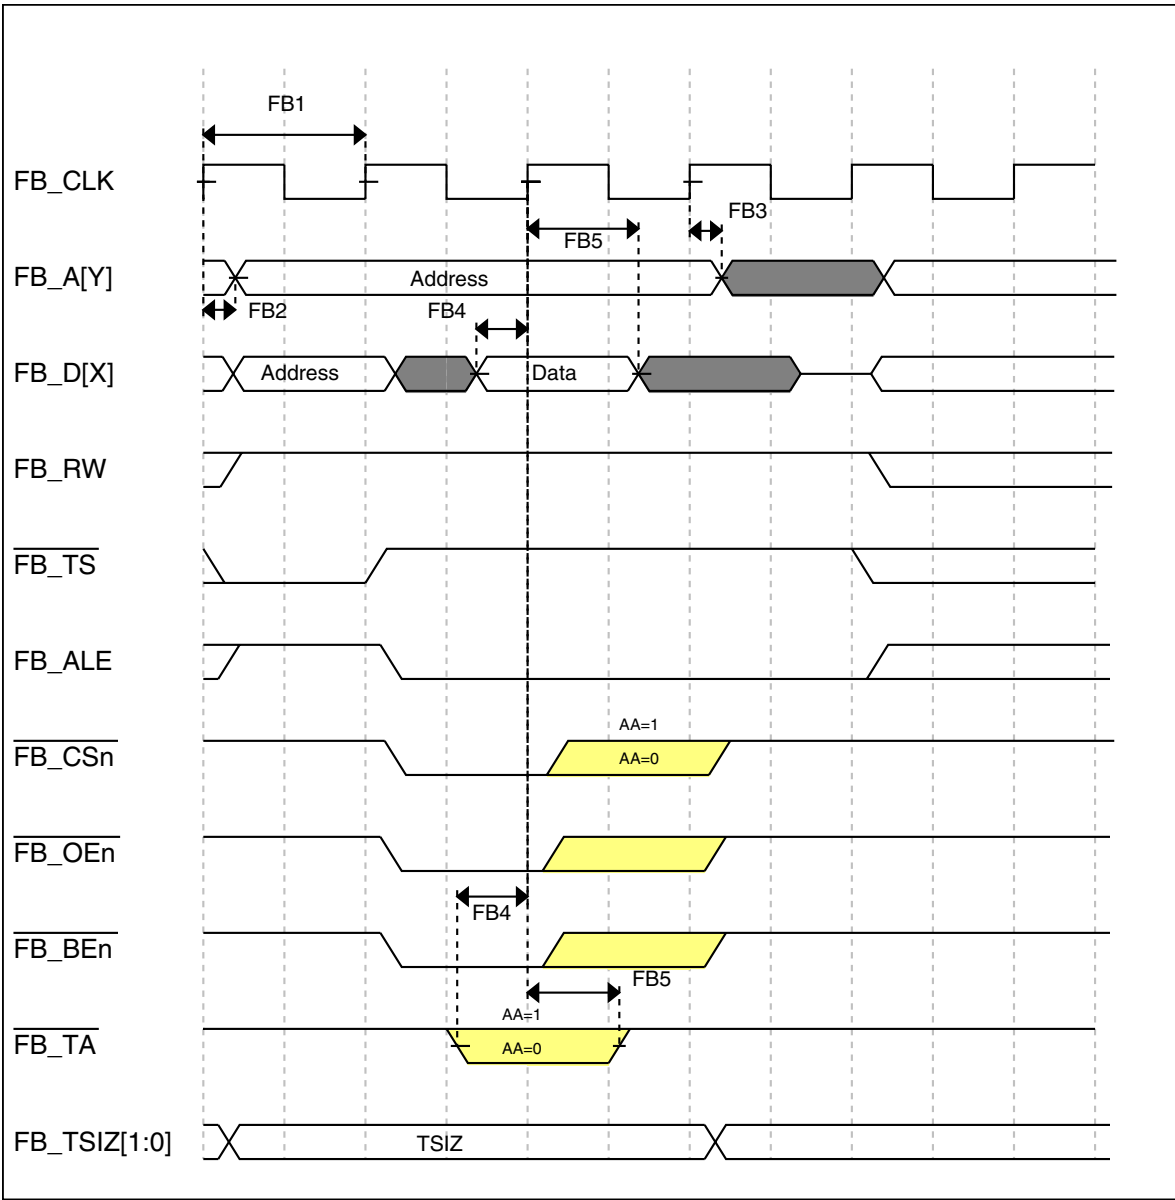 FB1
FB_CLK
FB3
FB5
FB_A[Y]
Address
FB2
FB4
FB_D[X]
Address
Data
FB_RW
FB_TS
FB_ALE
AA=1
FB_CSn
AA=0
FB_OEn
FB4
FB_BEn
FB5
AA=1
FB_TA
AA=0
FB_TSIZ[1:0]
TSIZ